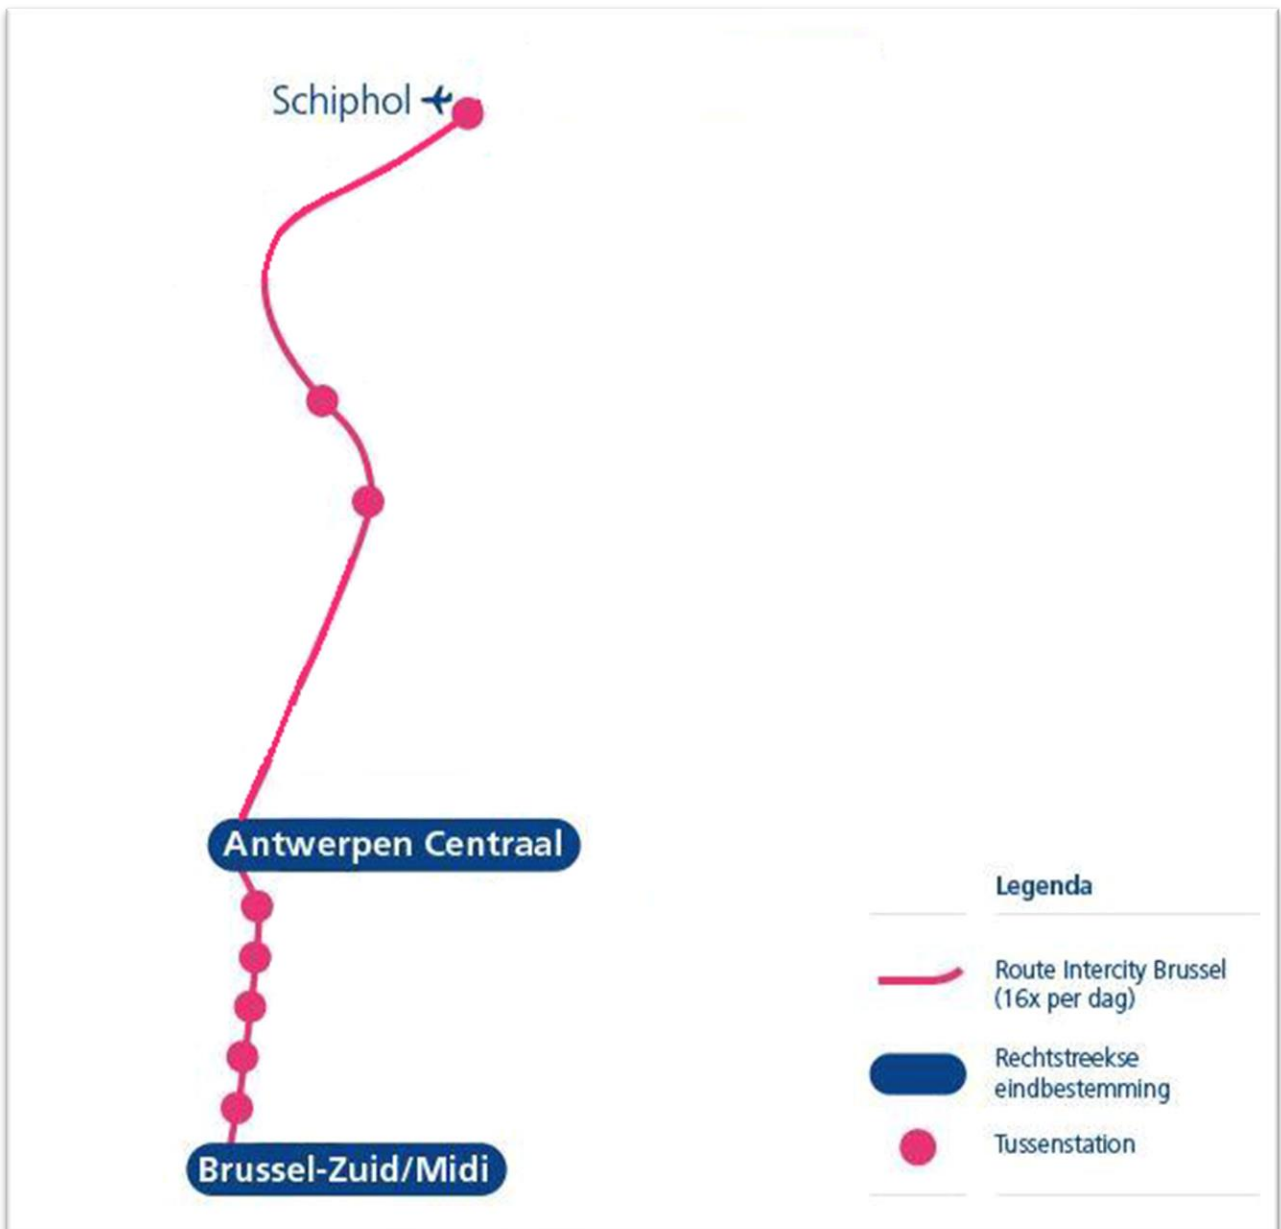 Schiphol
Antwerpen Centraal
Brussel-Zuid/Midi
Legenda
Route Intercity Brussel
(16x per dag)
Rechtstreekse
eindbestemming
Tussenstation